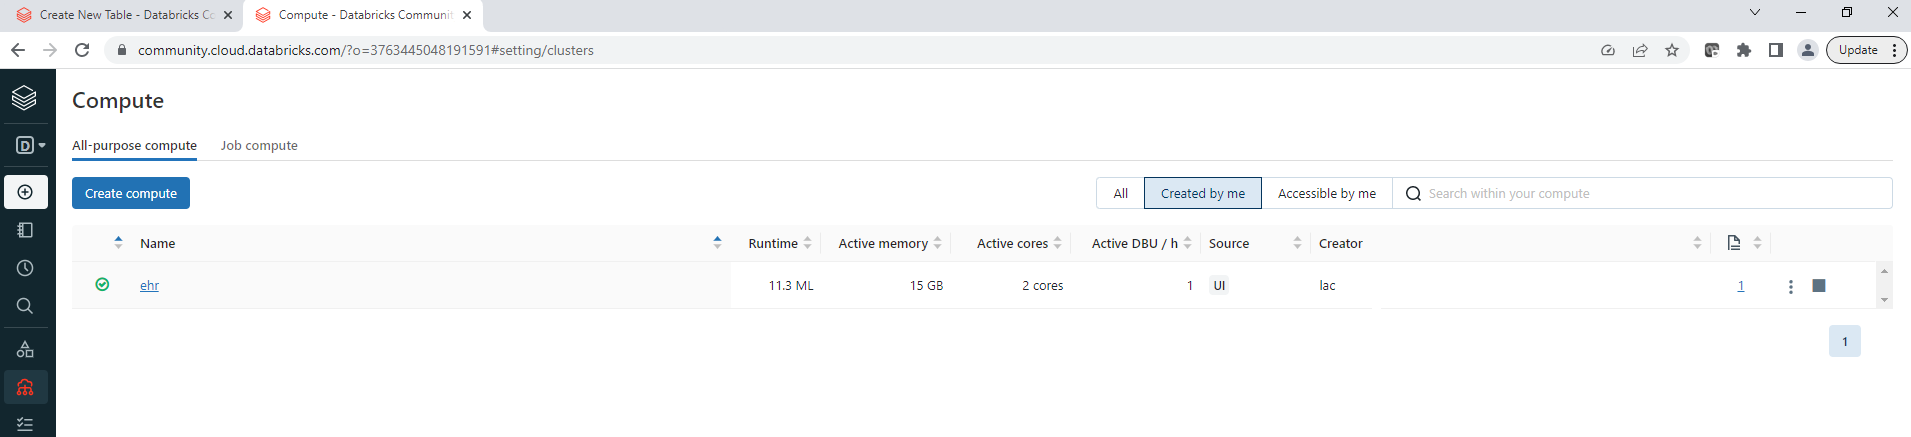 Create New Table - Databricks Co
Compute - Databricks Communit
community.cloud.databricks.com/?o=3763445048191591#setting/clusters
Update
Compute
D
All-purpose compute Job compute
Create compute
All Created by me Accessible by me Search within your compute
Name Runtime Active memory Active cores Active DBU / h Source Creator
ehr 11.3 ML 15 GB 2 cores 1 UI lac 1
1